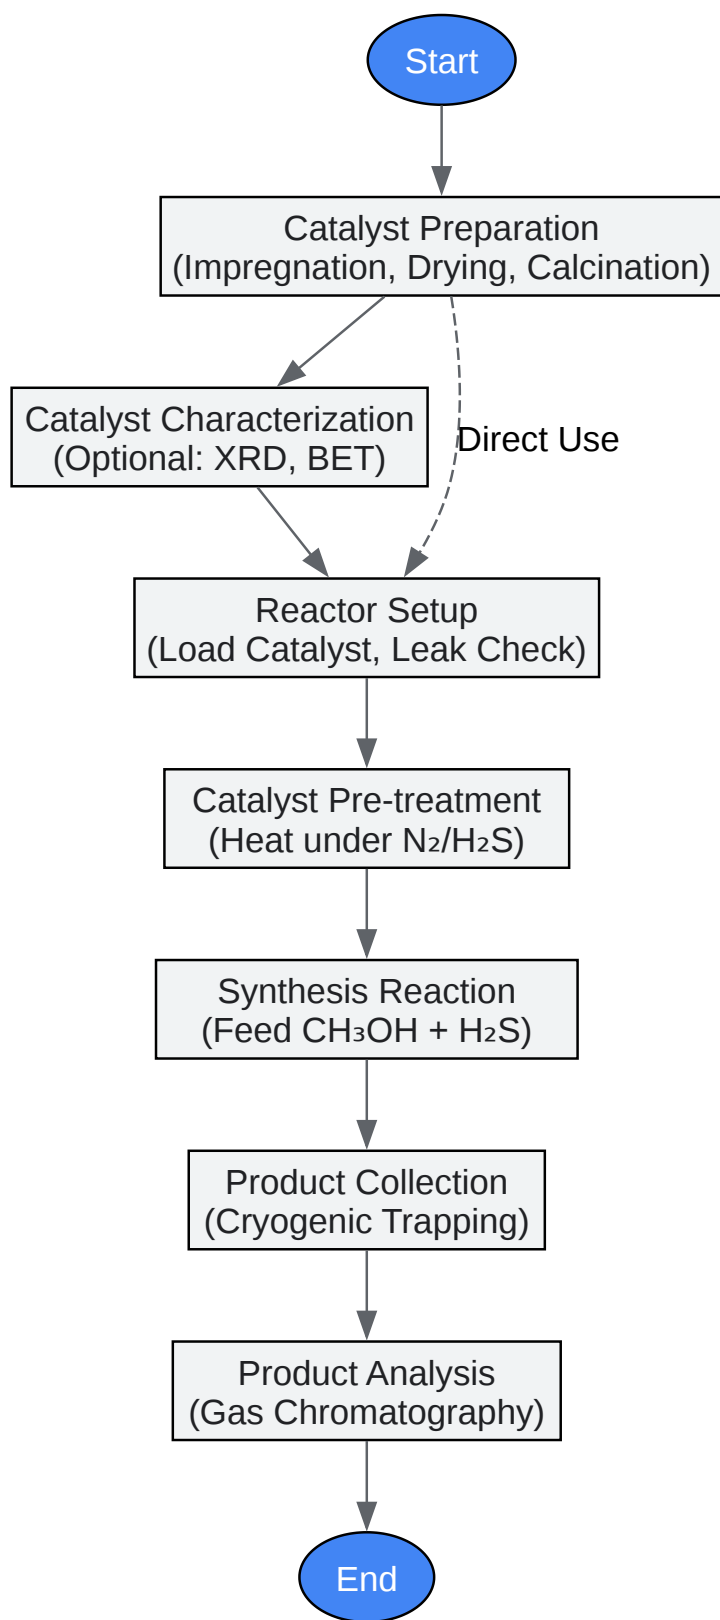 Start
Catalyst Preparation
(Impregnation, Drying, Calcination)
Catalyst Characterization
(Optional: XRD, BET)
Direct Use
Reactor Setup
(Load Catalyst, Leak Check)
Catalyst Pre-treatment
(Heat under N₂/H₂S)
Synthesis Reaction
(Feed CH₃OH + H₂S)
Product Collection
(Cryogenic Trapping)
Product Analysis
(Gas Chromatography)
End